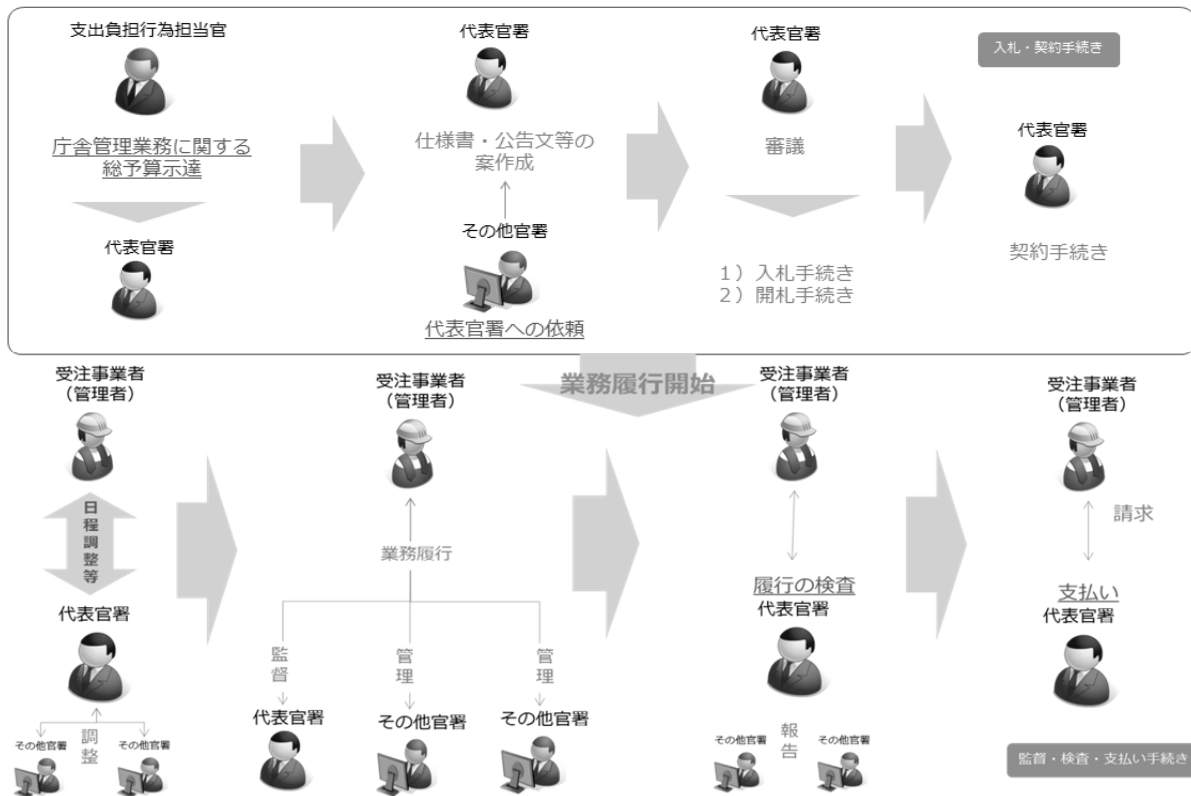 支出負担行為担当官
庁舎管理業務に関する
総予算示達
代表官署
代表官署
仕様書・公告文等の
案作成
その他官署
代表官署への依頼
代表官署
審議
1）入札手続き
2）開札手続き
入札・契約手続き
代表官署
契約手続き
業務履行開始
受注事業者
（管理者）
日程調整等
代表官署
調整
その他官署
その他官署
受注事業者
（管理者）
業務履行
監督
管理
管理
代表官署
その他官署
その他官署
受注事業者
（管理者）
履行の検査
代表官署
報告
その他官署
その他官署
受注事業者
（管理者）
請求
支払い
代表官署
監督・検査・支払い手続き